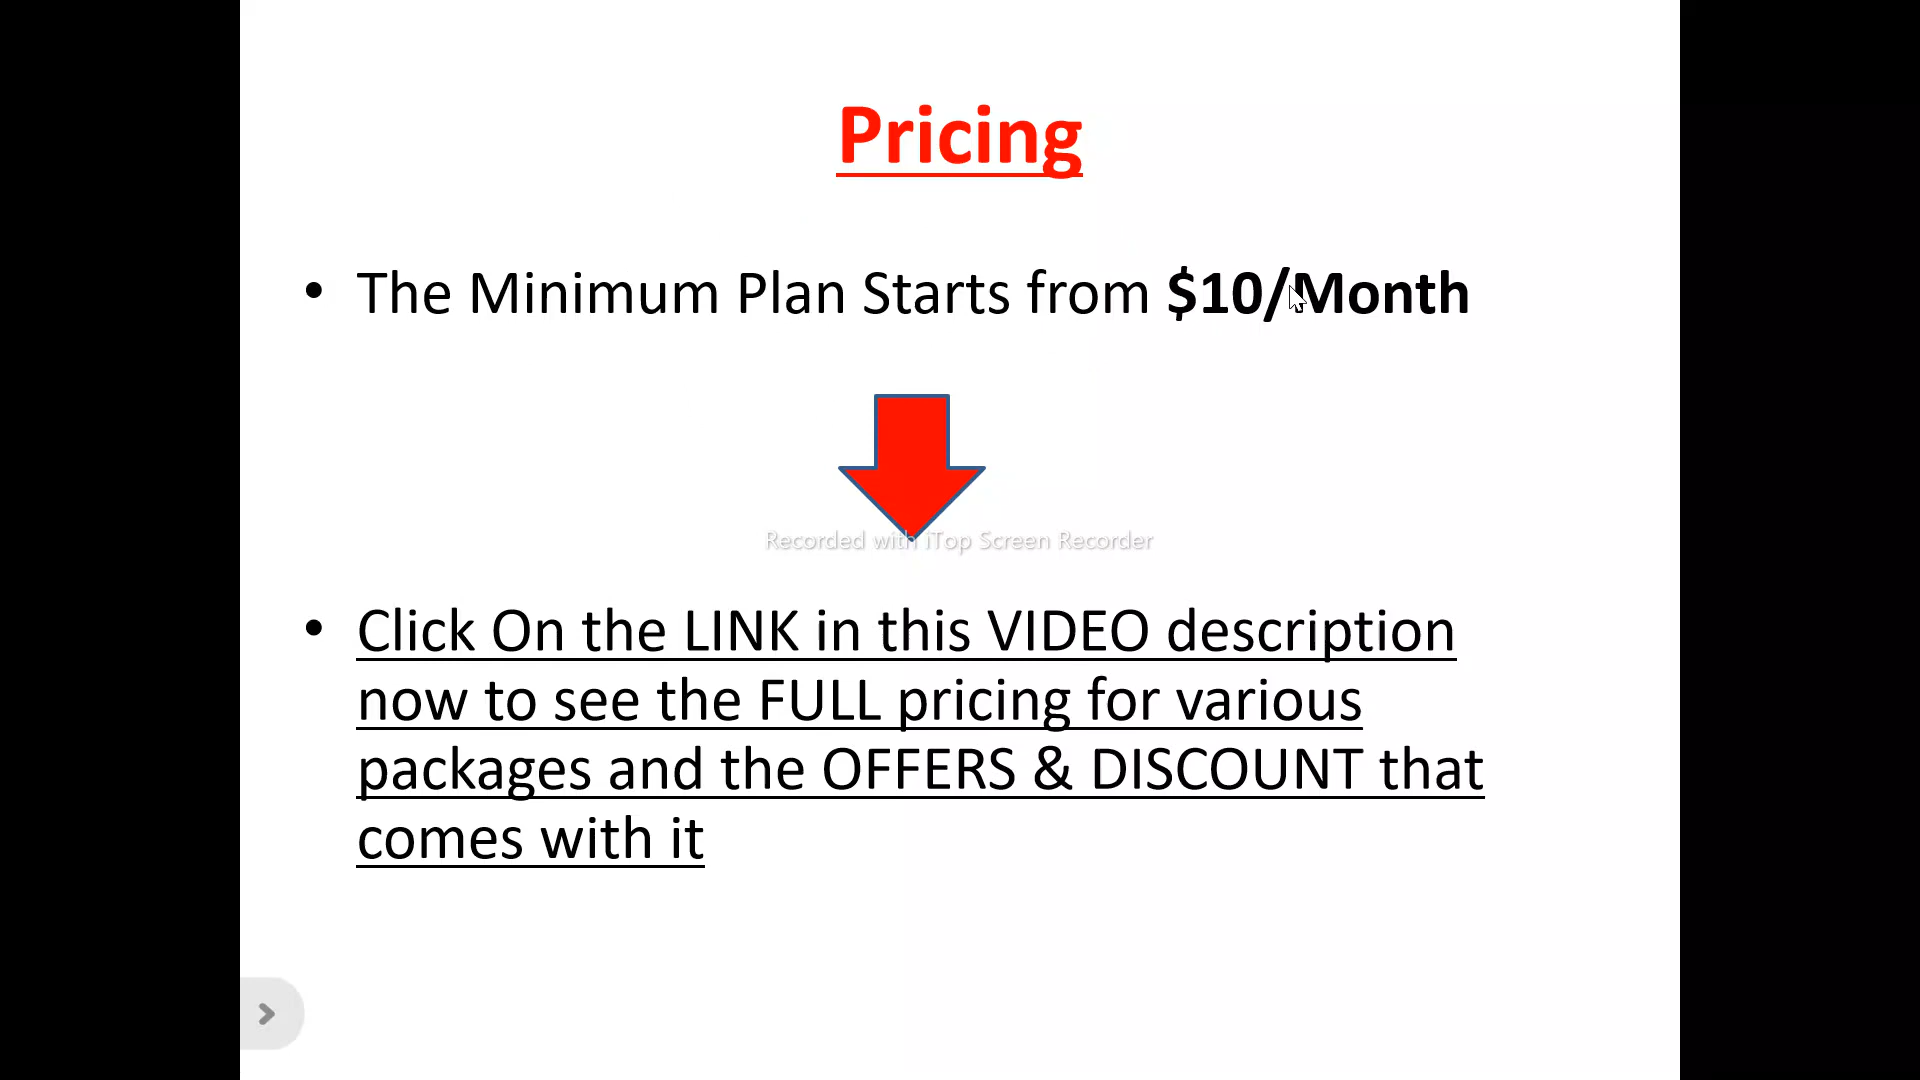 Pricing
• The Minimum Plan Starts from $10/Month
Recorded with iTop Screen Recorder
• Click On the LINK in this VIDEO description
now to see the FULL pricing for various
packages and the OFFERS & DISCOUNT that
comes with it